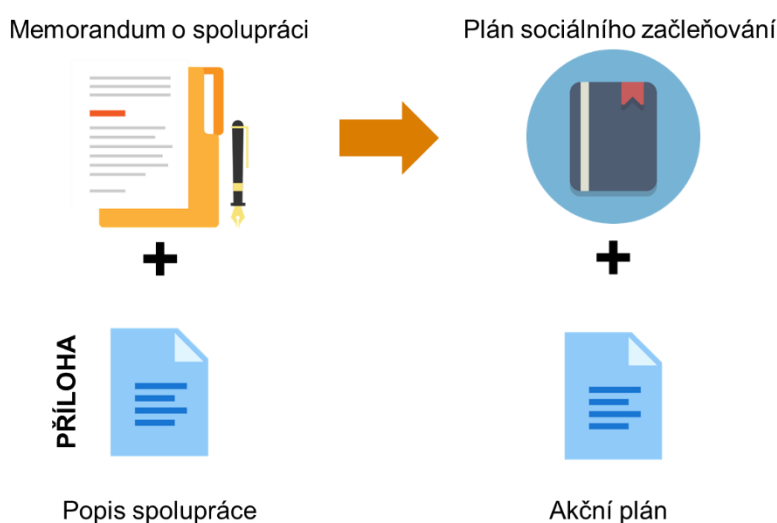 Memorandum o spolupráci
Plán sociálního začleňování
PŘÍLOHA
Popis spolupráce
Akční plán